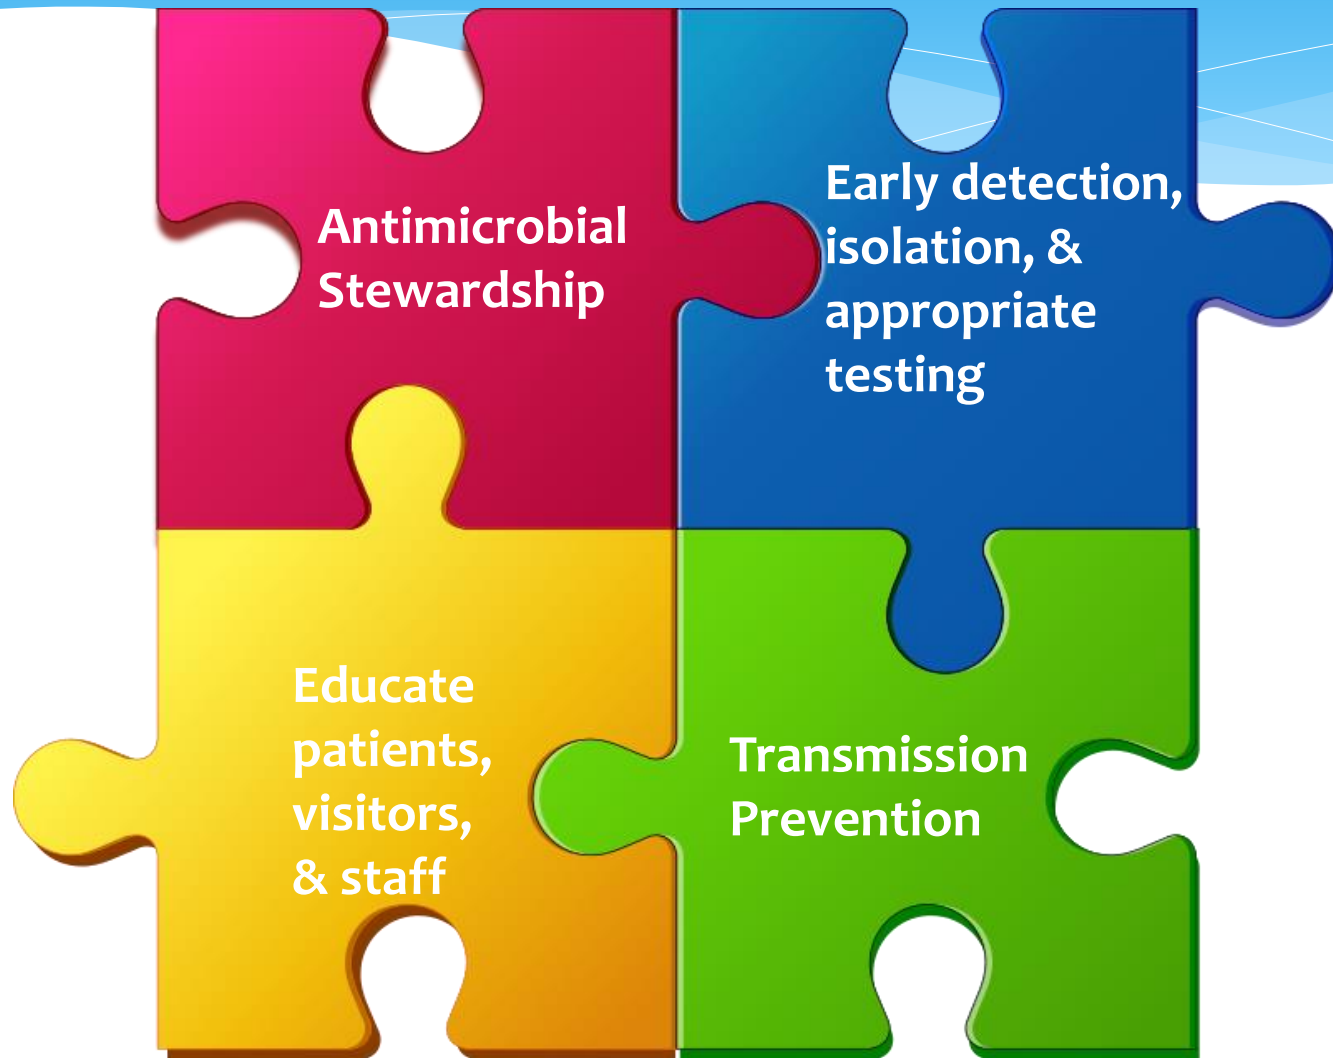 Antimicrobial
Stewardship
Early detection,
isolation, &
appropriate
testing
Educate
patients,
visitors,
& staff
Transmission
Prevention